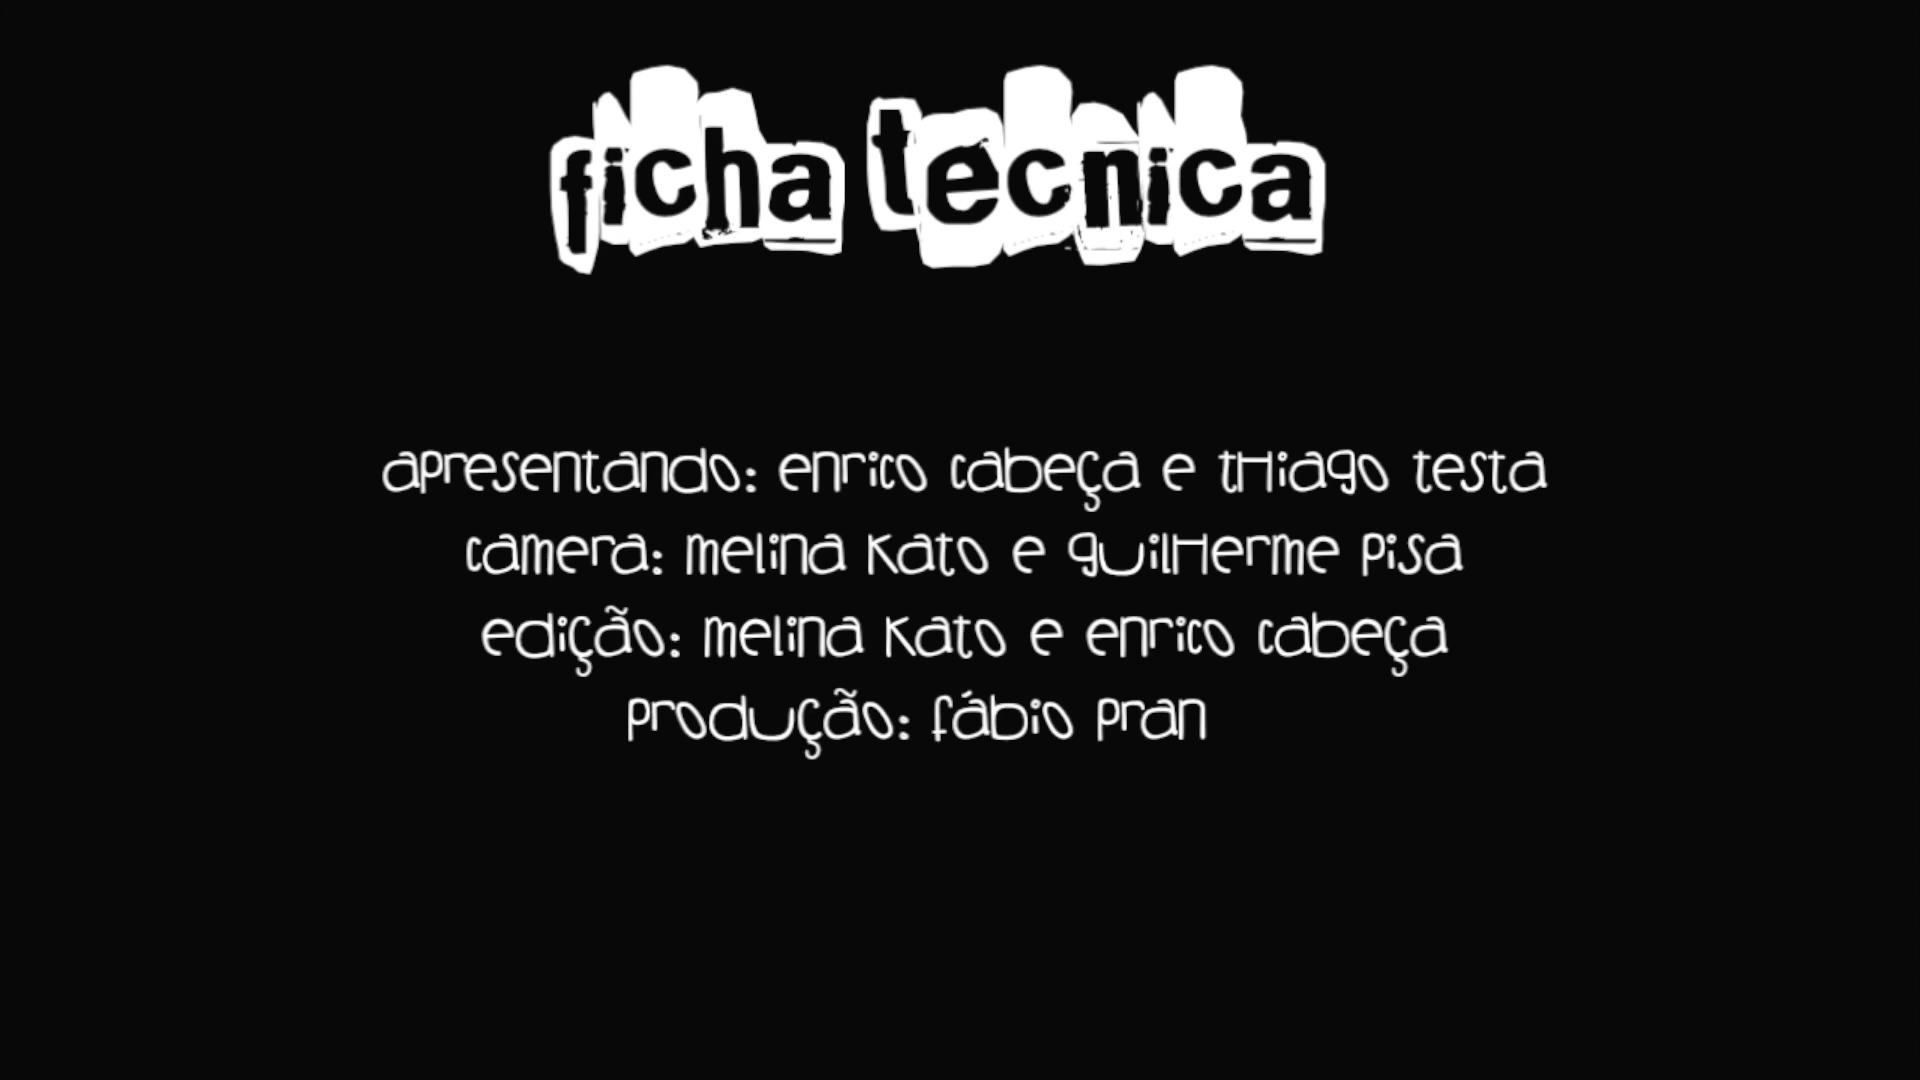 ficha tecnica
apresentando: enrico cabeça e tHiago testa
camera: melina Kato e guilHerme pisa
edição: melina Kato e enrico cabeça
produção: fábio pran